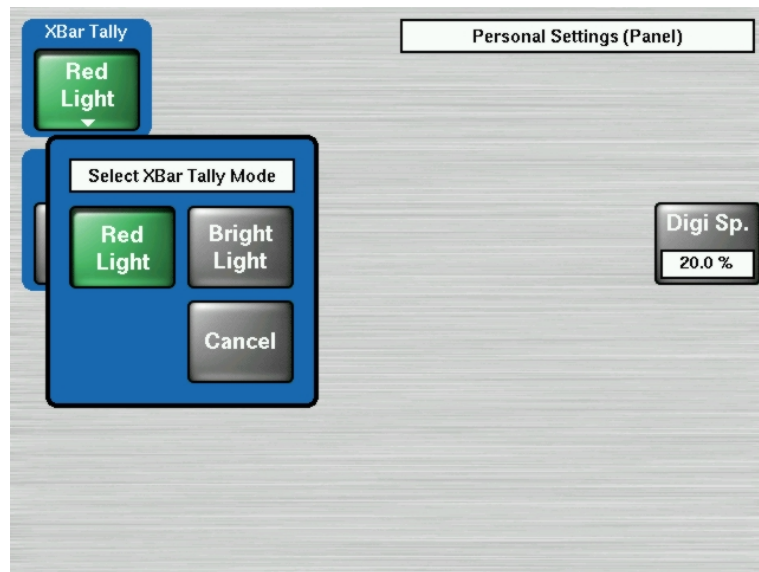 XBar Tally
Personal Settings (Panel)
Red
Light
Select XBar Tally Mode
Red
Light
Bright
Light
Cancel
Digi Sp.
20.0 %